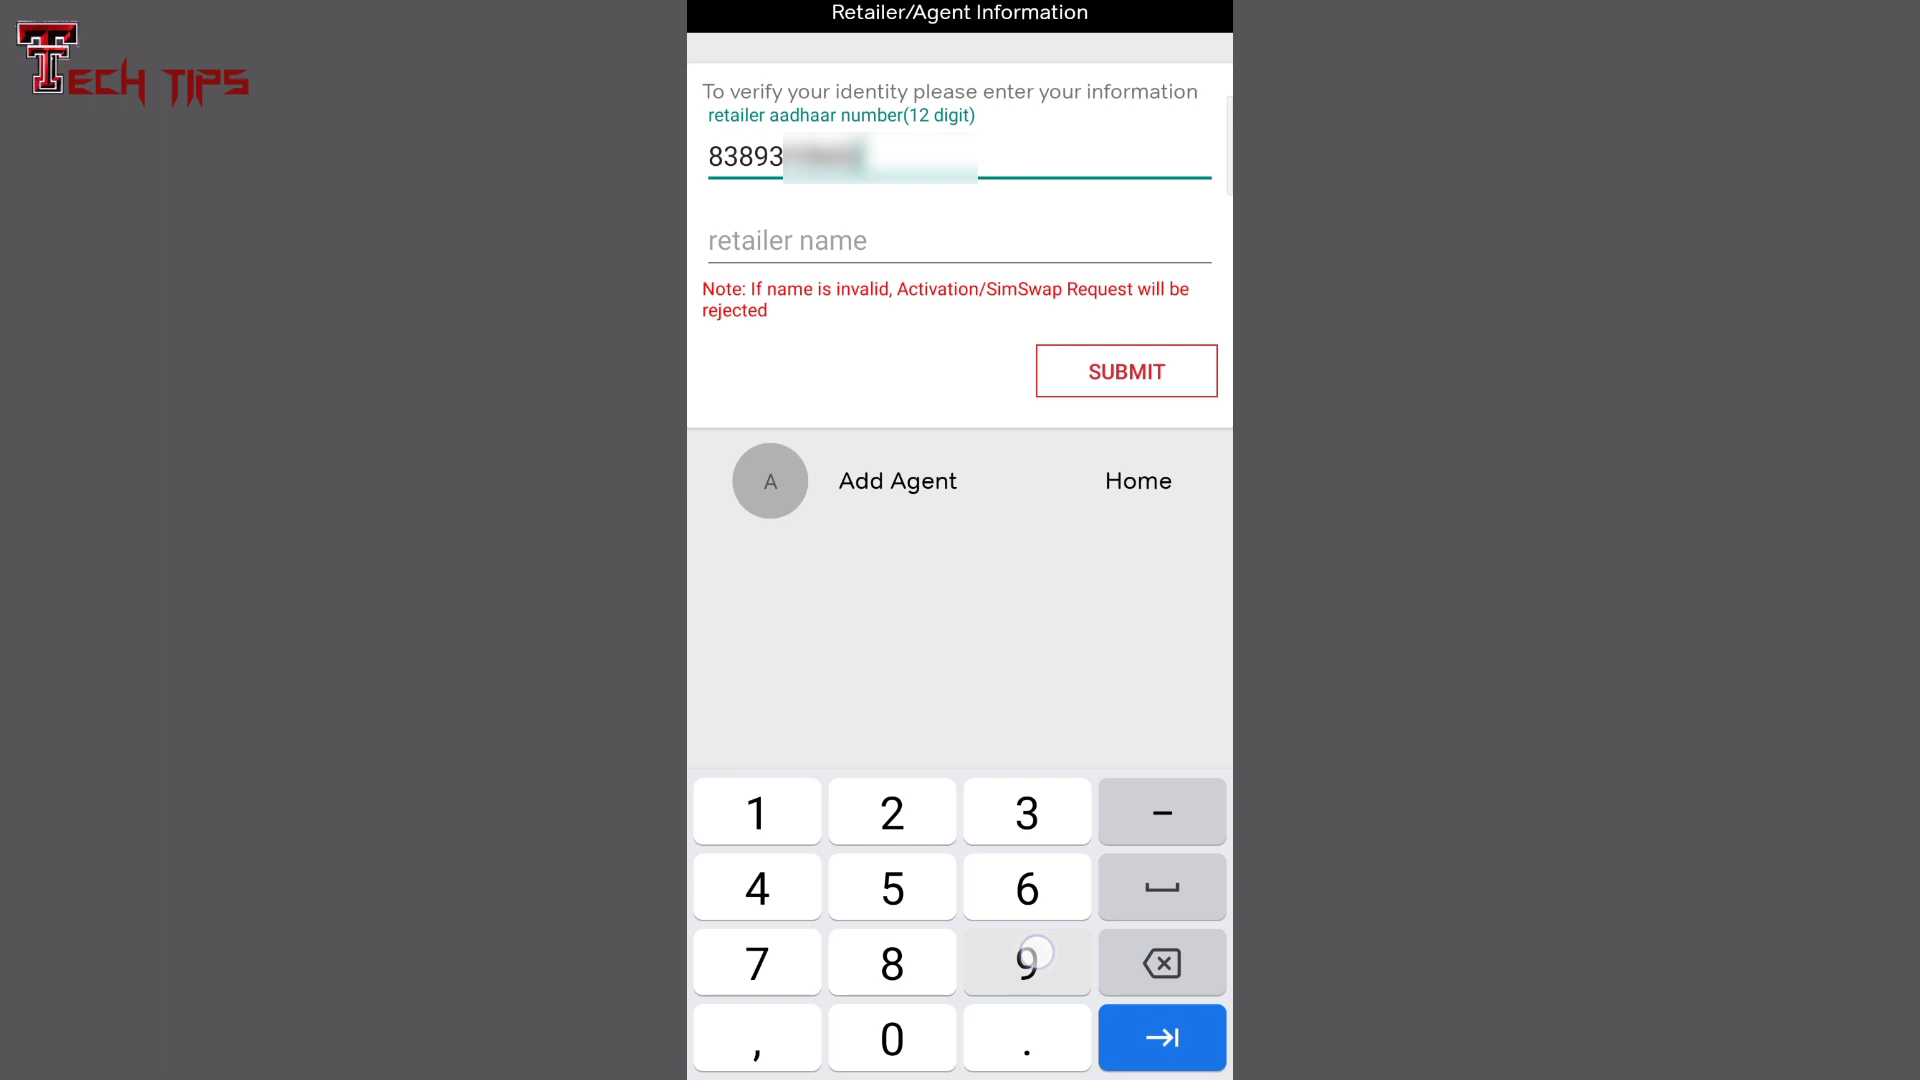 Retailer/Agent Information
TECH TIPS
To verify your identity please enter your information
retailer aadhaar number(12 digit)
83893
retailer name
Note: If name is invalid, Activation/SimSwap Request will be
rejected
SUBMIT
A Add Agent Home
1 2 3 –
4 5 6
7 8 9
, 0 .